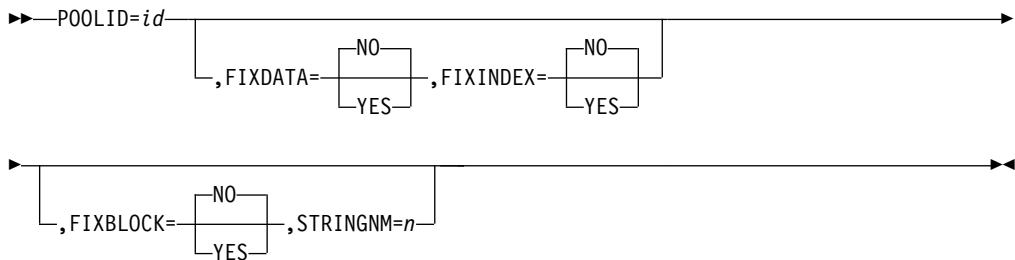 POOLID=id
NO NO
,FIXDATA= ,FIXINDEX=
YES YES
NO
,FIXBLOCK= ,STRINGNM=n
YES